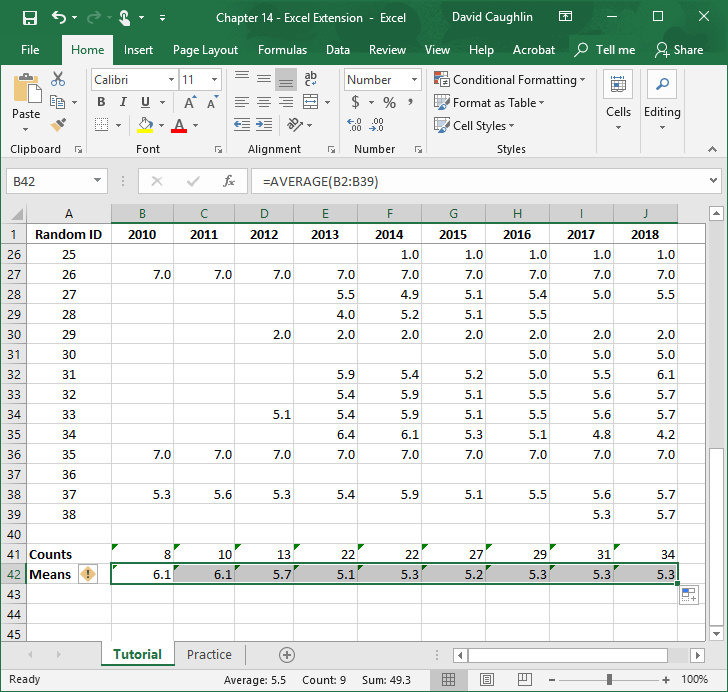 Chapter 14 - Excel Extension - Excel David Caughlin
File Home Insert Page Layout Formulas Data Review View Help Acrobat Tell me Share
Calibri 11
Number
Conditional Formatting
Format as Table
Cell Styles
Paste
B I U A A
A
ab c
$ % ,
.00 .0
Cells Editing
Clipboard Font Alignment Number Styles
B42 fx =AVERAGE(B2:B39)
A B C D E F G H I J
1 Random ID 2010 2011 2012 2013 2014 2015 2016 2017 2018
26 25 1.0 1.0 1.0 1.0 1.0
27 26 7.0 7.0 7.0 7.0 7.0 7.0 7.0 7.0 7.0
28 27 5.5 4.9 5.1 5.4 5.0 5.5
29 28 4.0 5.2 5.1 5.5
30 29 2.0 2.0 2.0 2.0 2.0 2.0 2.0
31 30 5.0 5.0 5.0
32 31 5.9 5.4 5.2 5.0 5.5 6.1
33 32 5.4 5.9 5.1 5.5 5.6 5.7
34 33 5.1 5.4 5.9 5.1 5.5 5.6 5.7
35 34 6.4 6.1 5.3 5.1 4.8 4.2
36 35 7.0 7.0 7.0 7.0 7.0 7.0 7.0 7.0 7.0
37 36
38 37 5.3 5.6 5.3 5.4 5.9 5.1 5.5 5.6 5.7
39 38 5.3 5.7
40
41 Counts 8 10 13 22 22 27 29 31 34
42 Means 6.1 6.1 5.7 5.1 5.3 5.2 5.3 5.3 5.3
43
44
45
Tutorial Practice
Ready Average: 5.5 Count: 9 Sum: 49.3 100%